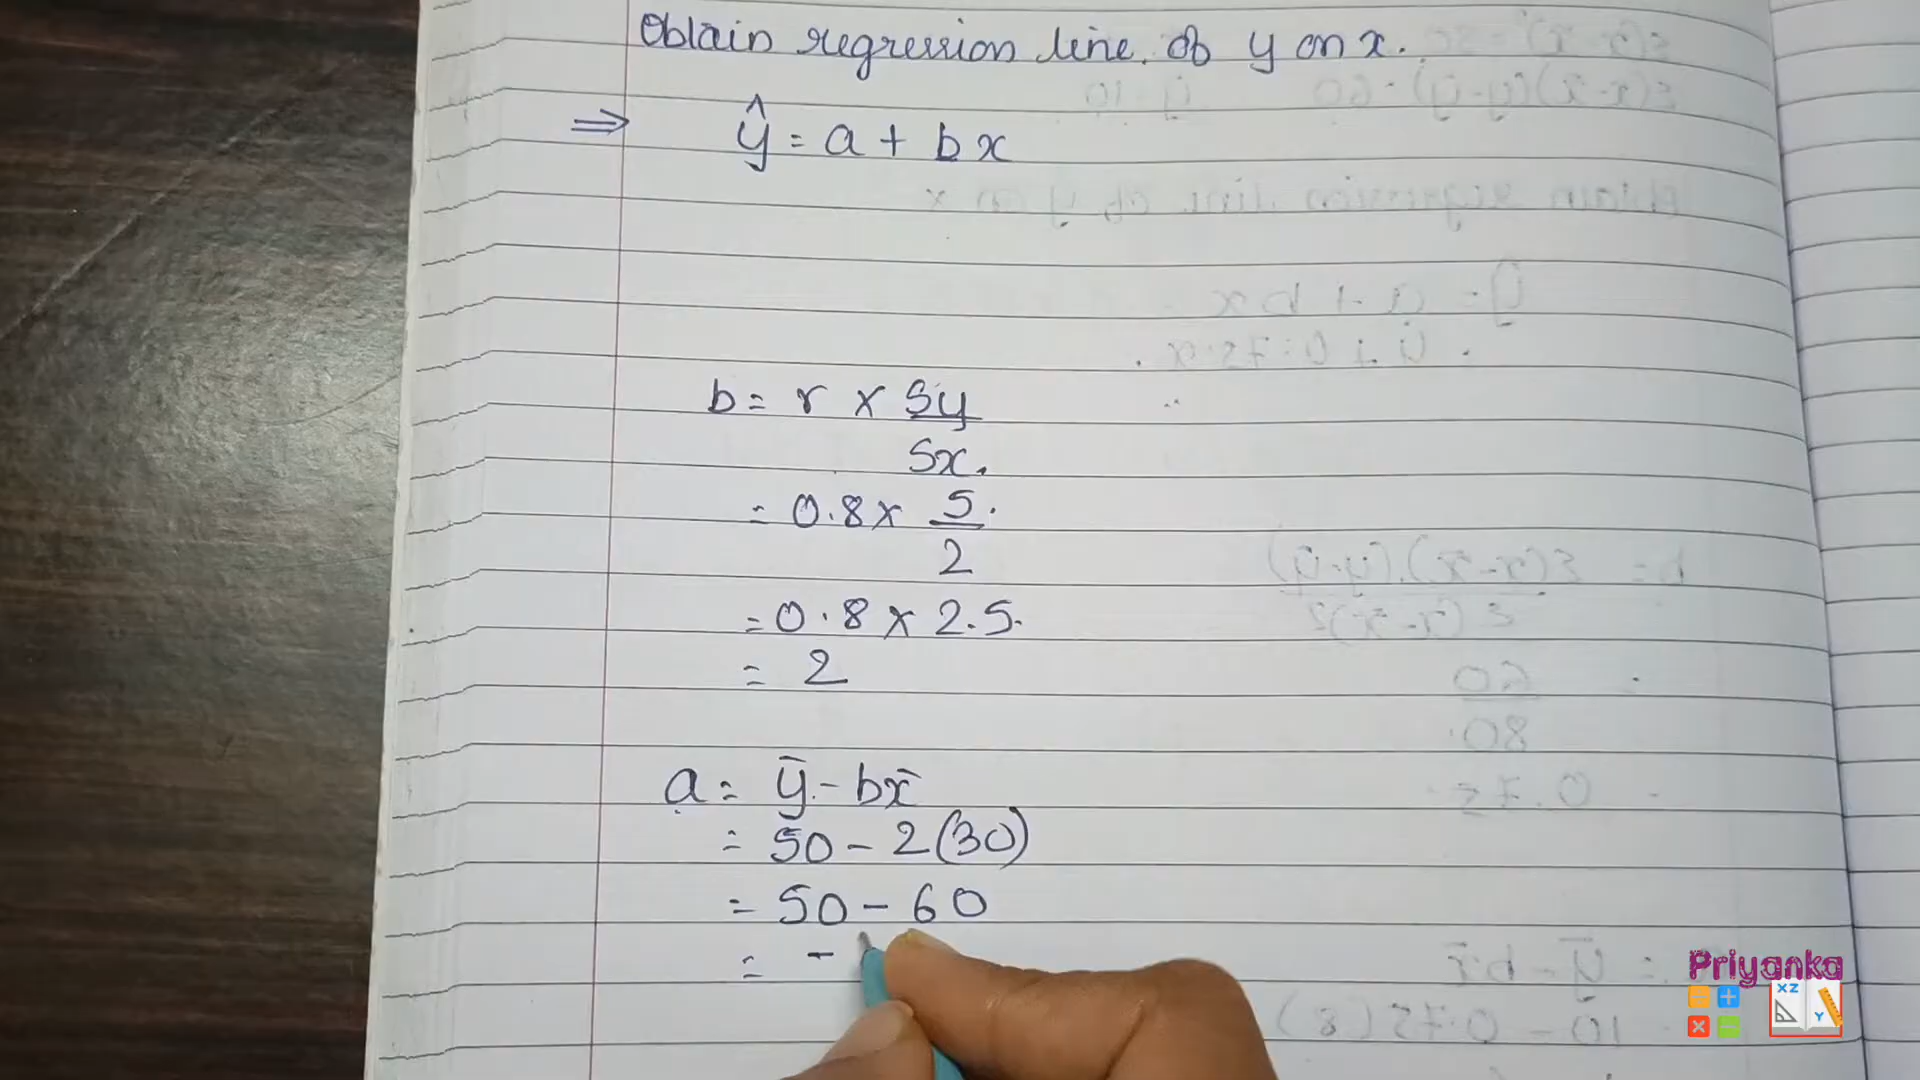 Obtain regression line of y on x.
⇒ ŷ = a + bx
b = r × Sy
Sx.
= 0.8 × 5.
2
= 0.8 × 2.5.
= 2
a = ȳ - bx̄
= 50 - 2(30)
= 50 - 60
= -
Priyanka
XZ
Y